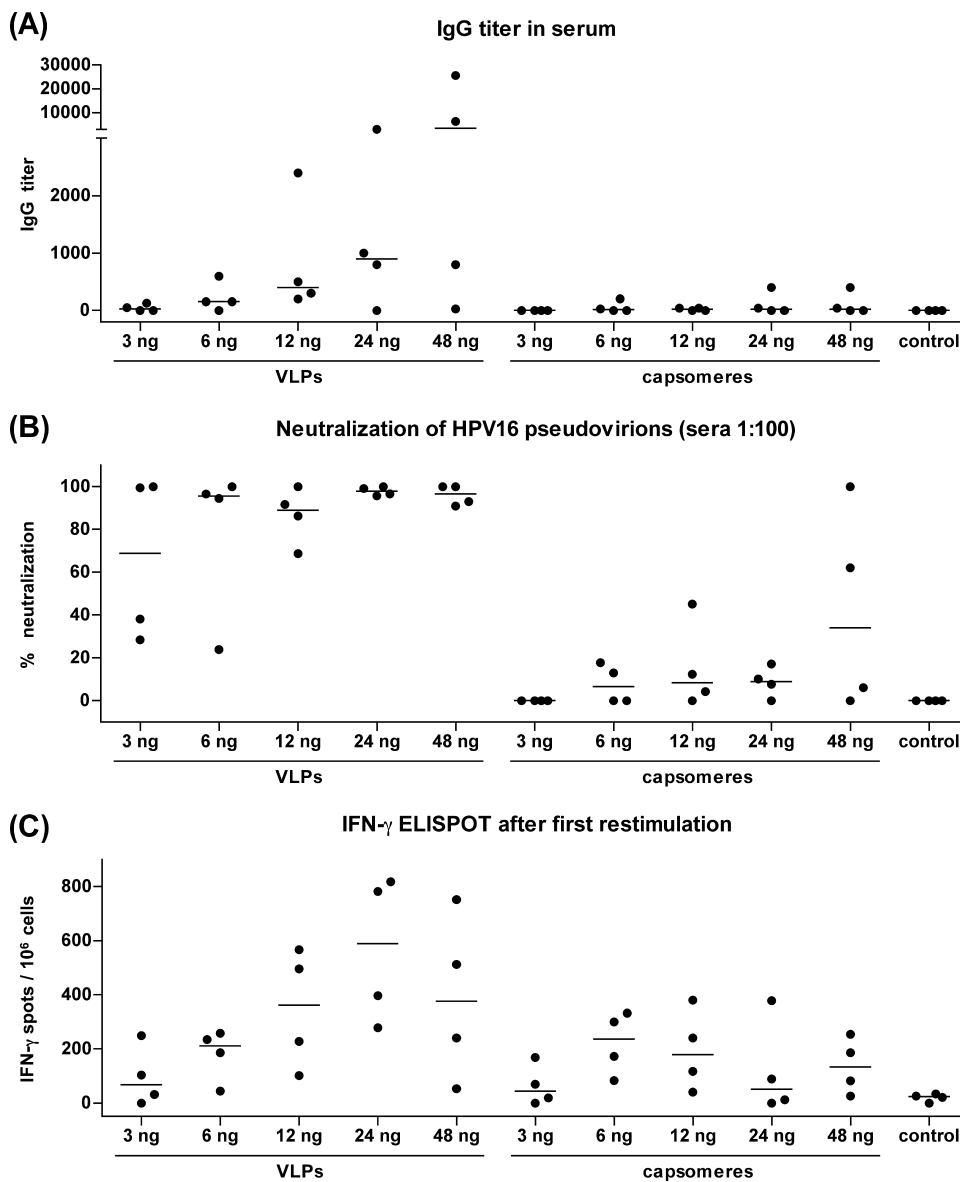 (A)
IgG titer in serum
30000
20000
10000
2000
1000
0
IgG titer
3 ng 6 ng 12 ng 24 ng 48 ng 3 ng 6 ng 12 ng 24 ng 48 ng control
VLPs capsomeres
(B)
Neutralization of HPV16 pseudovirions (sera 1:100)
100
80
60
40
20
0
% neutralization
3 ng 6 ng 12 ng 24 ng 48 ng 3 ng 6 ng 12 ng 24 ng 48 ng control
VLPs capsomeres
(C)
IFN-γ ELISPOT after first restimulation
800
600
400
200
0
IFN-γ spots / 10⁶ cells
3 ng 6 ng 12 ng 24 ng 48 ng 3 ng 6 ng 12 ng 24 ng 48 ng control
VLPs capsomeres